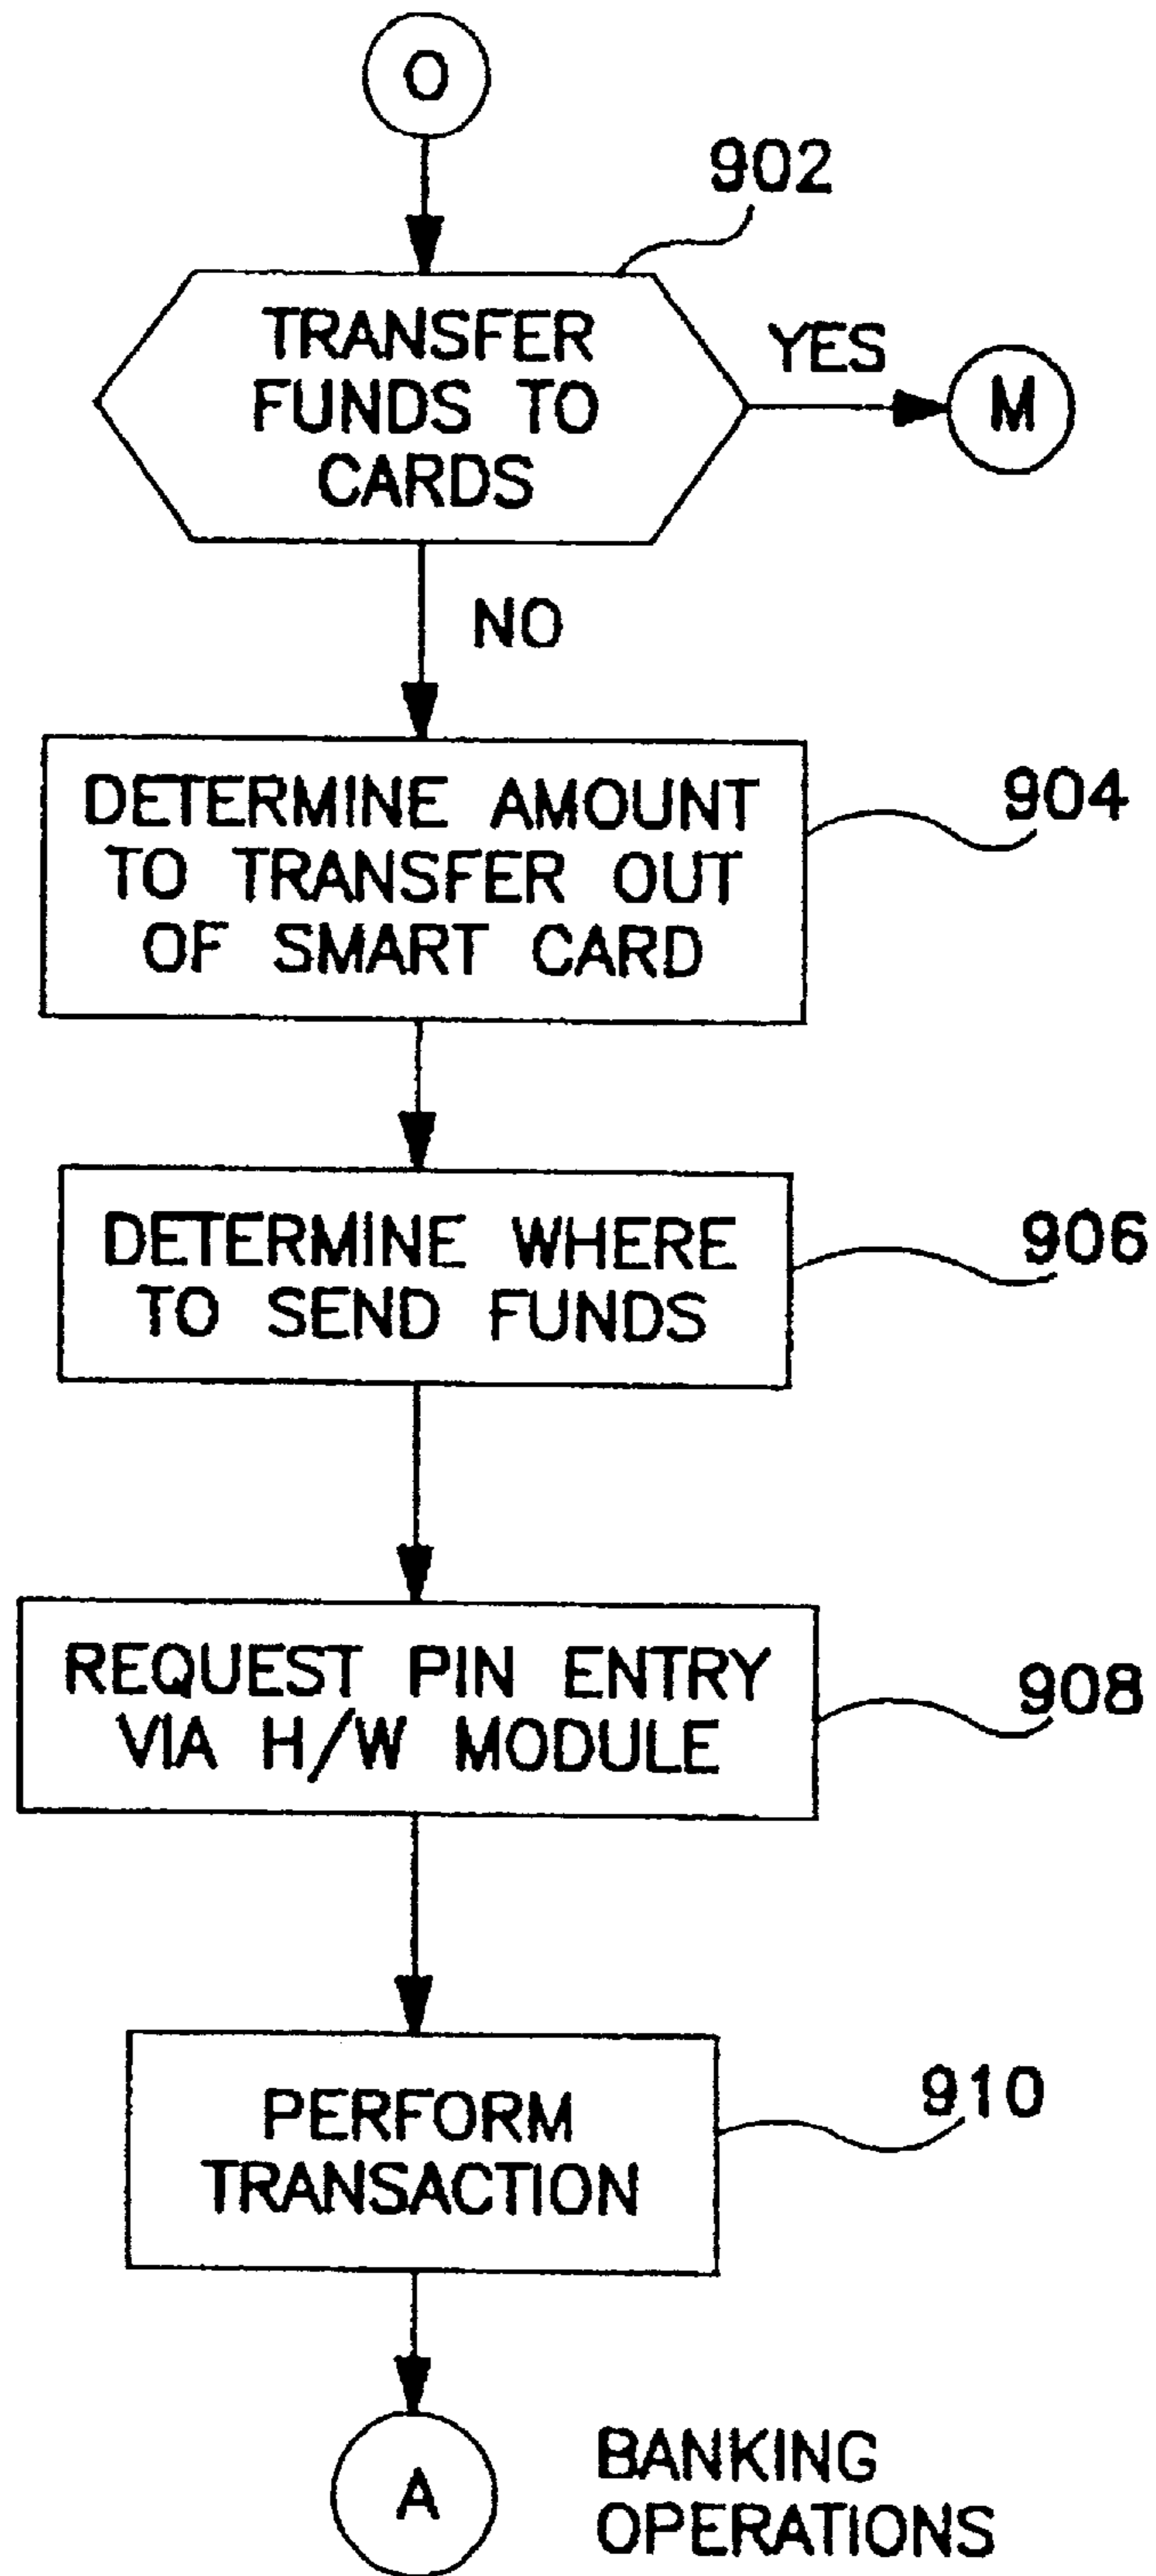 O
902
TRANSFER
FUNDS TO
CARDS
YES
M
NO
DETERMINE AMOUNT
TO TRANSFER OUT
OF SMART CARD
904
DETERMINE WHERE
TO SEND FUNDS
906
REQUEST PIN ENTRY
VIA H/W MODULE
908
PERFORM
TRANSACTION
910
A
BANKING
OPERATIONS